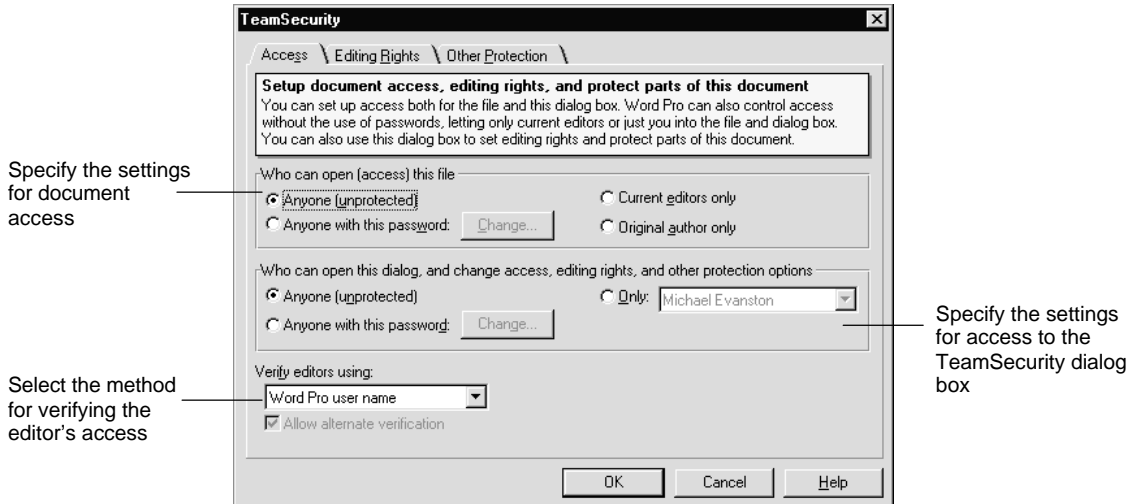 TeamSecurity
Access
Editing Rights
Other Protection
Setup document access, editing rights, and protect parts of this document
You can set up access both for the file and this dialog box. Word Pro can also control access
without the use of passwords, letting only current editors or just you into the file and dialog box.
You can also use this dialog box to set editing rights and protect parts of this document.
Specify the settings
for document
access
Who can open (access) this file
Anyone (unprotected)
Current editors only
Anyone with this password:
Change...
Original author only
Who can open this dialog, and change access, editing rights, and other protection options
Anyone (unprotected)
Only:
Michael Evanston
Anyone with this password:
Change...
Specify the settings
for access to the
TeamSecurity dialog
box
Select the method
for verifying the
editor's access
Verify editors using:
Word Pro user name
Allow alternate verification
OK
Cancel
Help